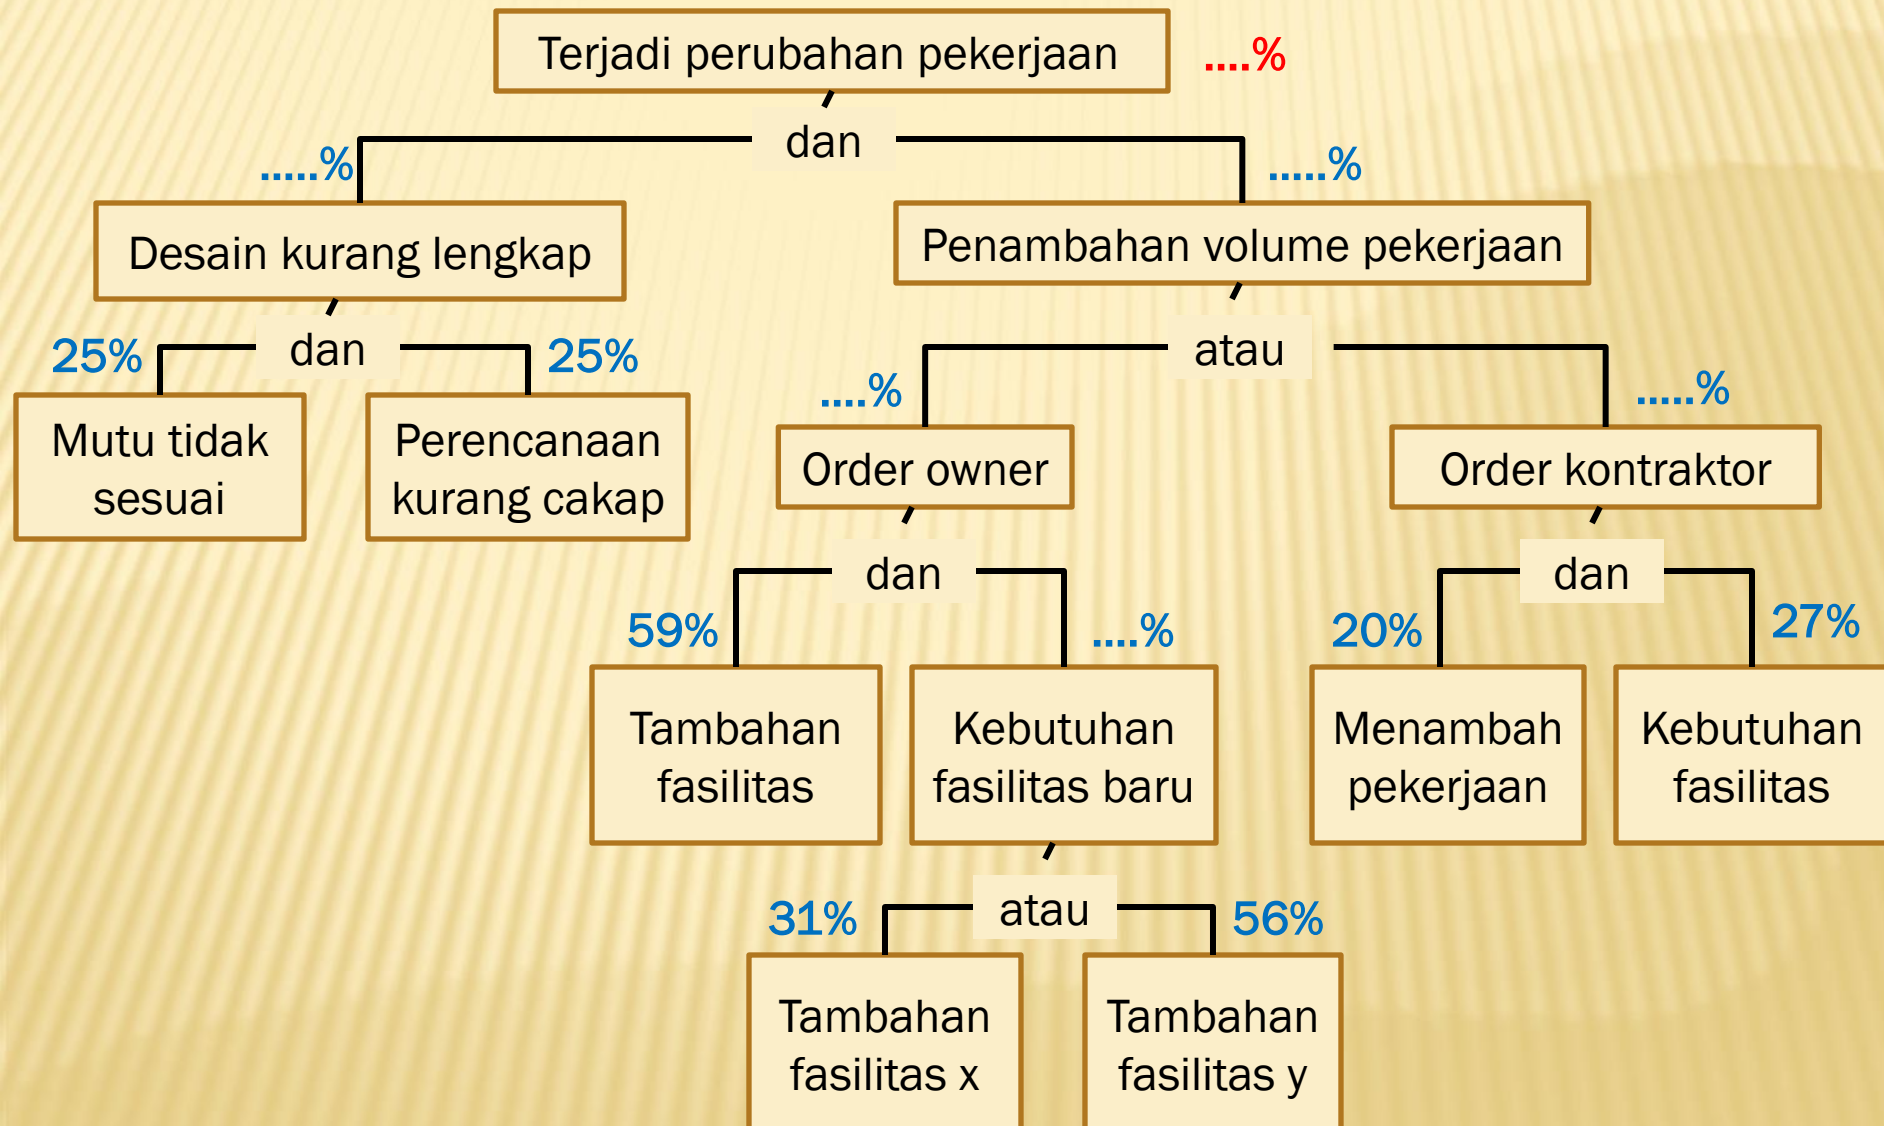 Terjadi perubahan pekerjaan
....%
dan
.....%
.....%
Desain kurang lengkap
Penambahan volume pekerjaan
25%
dan
25%
atau
....%
.....%
Mutu tidak
sesuai
Perencanaan
kurang cakap
Order owner
Order kontraktor
dan
dan
59%
....%
20%
27%
Tambahan
fasilitas
Kebutuhan
fasilitas baru
Menambah
pekerjaan
Kebutuhan
fasilitas
31%
atau
56%
Tambahan
fasilitas x
Tambahan
fasilitas y